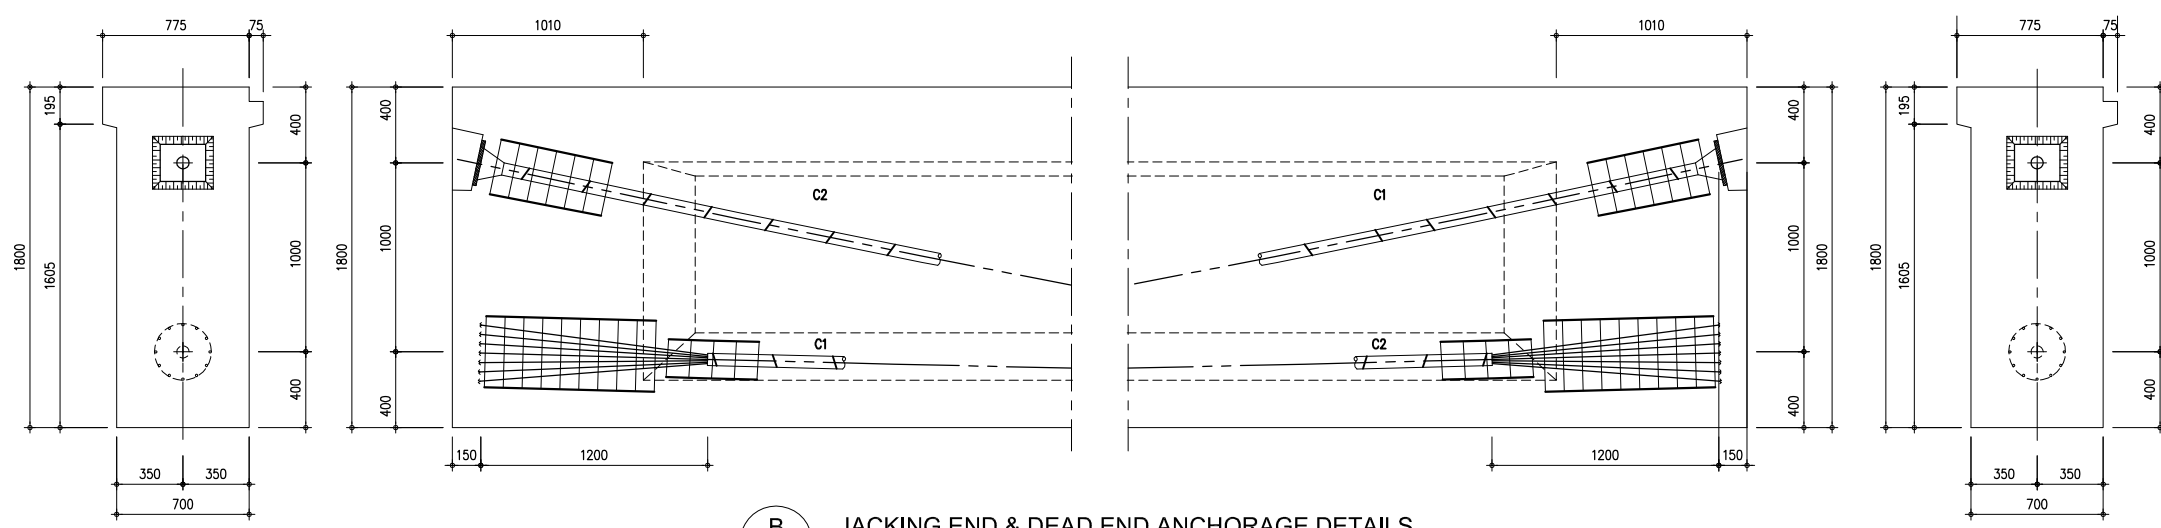 775 75 1010 1010 775 75
195 400 400 400 195 400
C2 C1
1800 1605 1000 1800 1000 1000 1800 1800 1605 1000
C1 C2
400 400 400 400
150 1200 1200 150
350 350 350 350
700 700
B JACKING END & DEAD END ANCHORAGE DETAILS